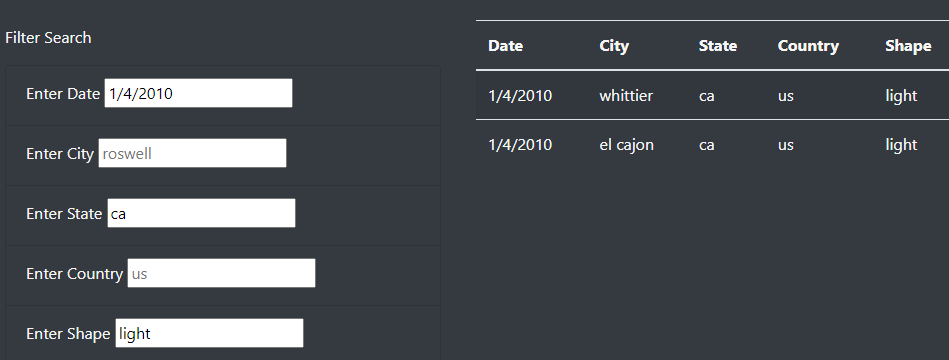 Filter Search
Enter Date 1/4/2010
Enter City roswell
Enter State ca
Enter Country us
Enter Shape light
Date City State Country Shape
1/4/2010 whittier ca us light
1/4/2010 el cajon ca us light